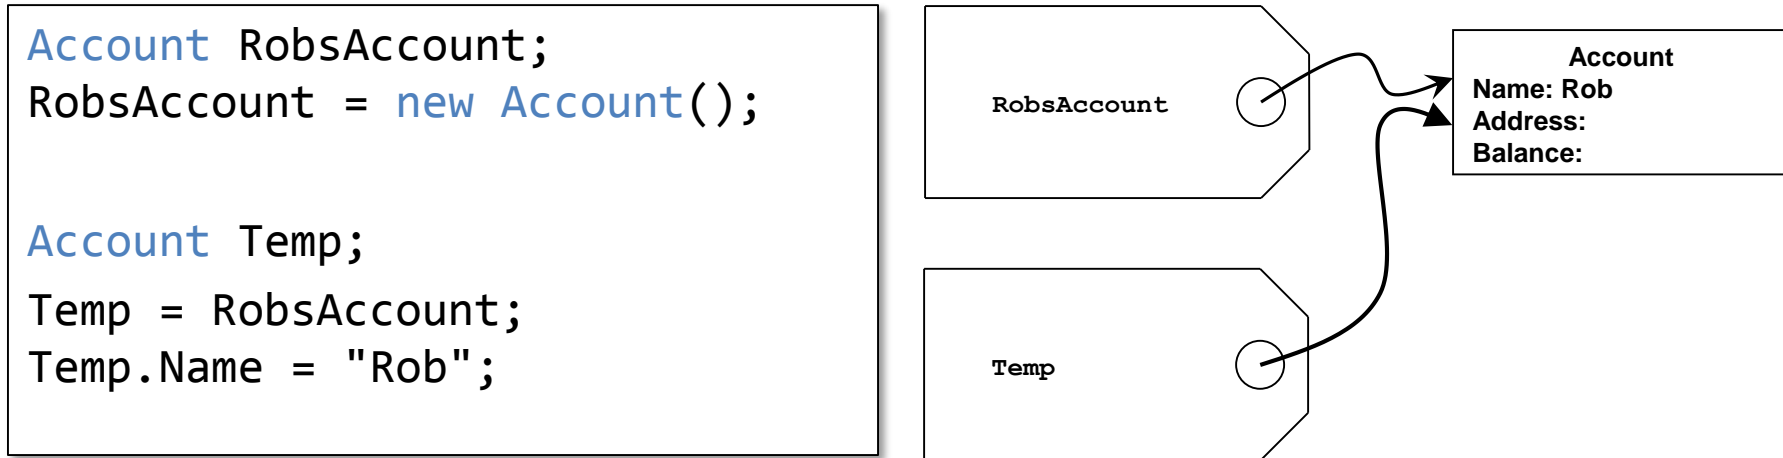 Account RobsAccount;
RobsAccount = new Account();
Account Temp;
Temp = RobsAccount;
Temp.Name = "Rob";
RobsAccount
Temp
Account
Name: Rob
Address:
Balance: